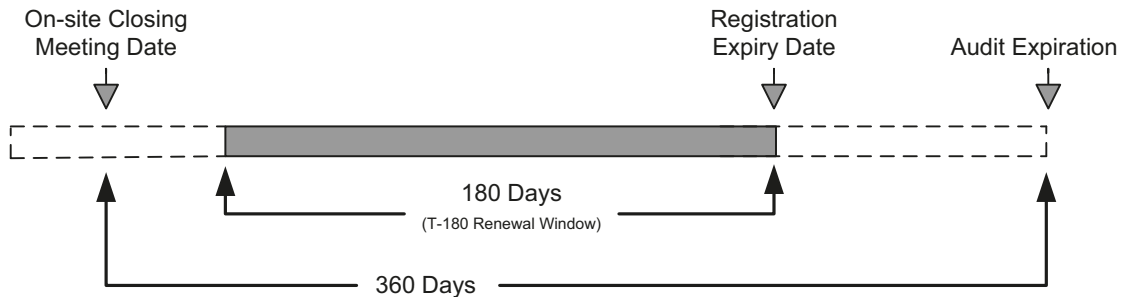 On-site Closing
Meeting Date
Registration
Expiry Date
Audit Expiration
180 Days
(T-180 Renewal Window)
360 Days